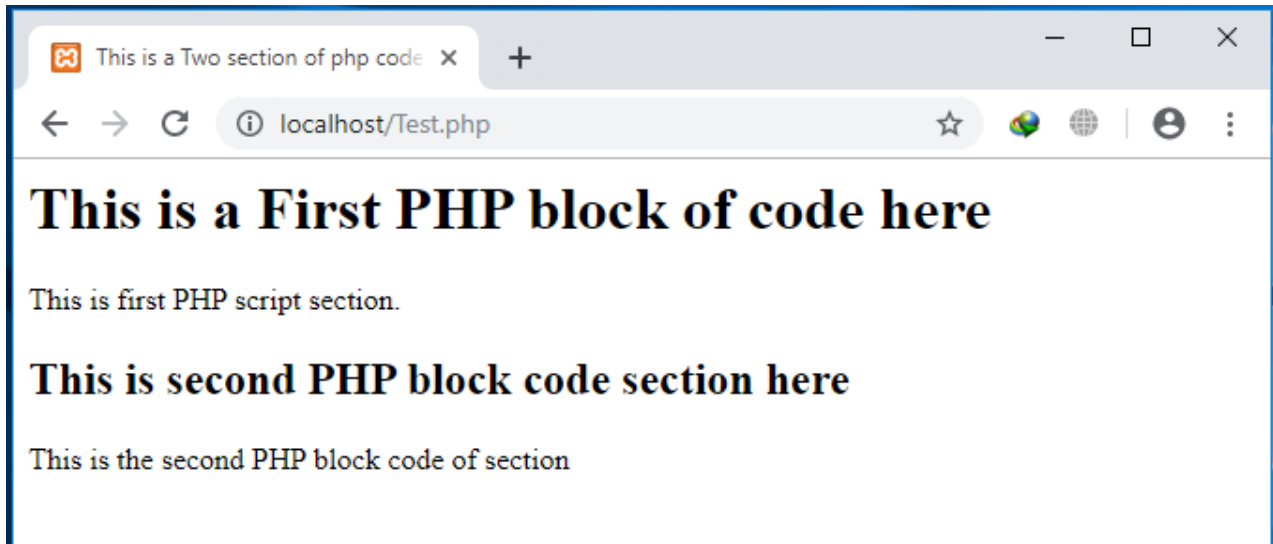 This is a Two section of php code
localhost/Test.php
This is a First PHP block of code here
This is first PHP script section.
This is second PHP block code section here
This is the second PHP block code of section